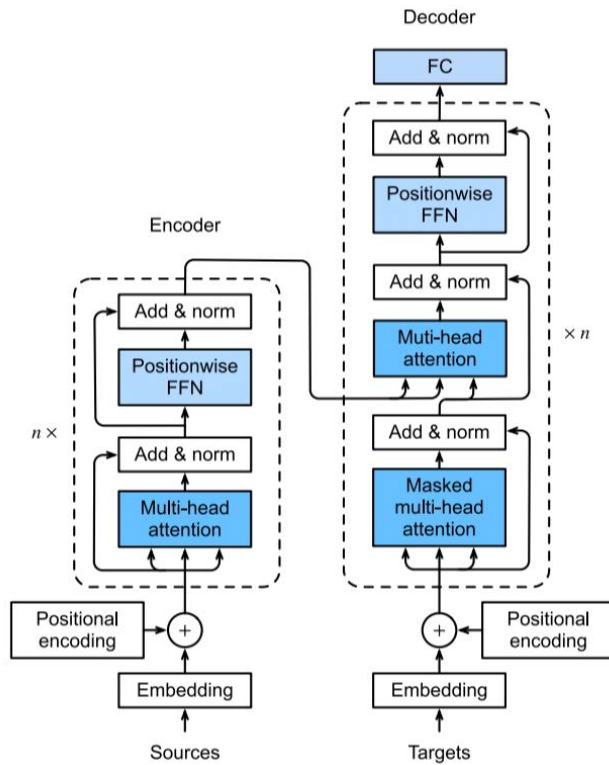 Decoder
FC
Add & norm
Positionwise
FFN
Add & norm
Muti-head
attention
× n
Add & norm
Masked
multi-head
attention
Positional
encoding
+
Embedding
Targets
Encoder
Add & norm
Positionwise
FFN
n ×
Add & norm
Multi-head
attention
Positional
encoding
+
Embedding
Sources